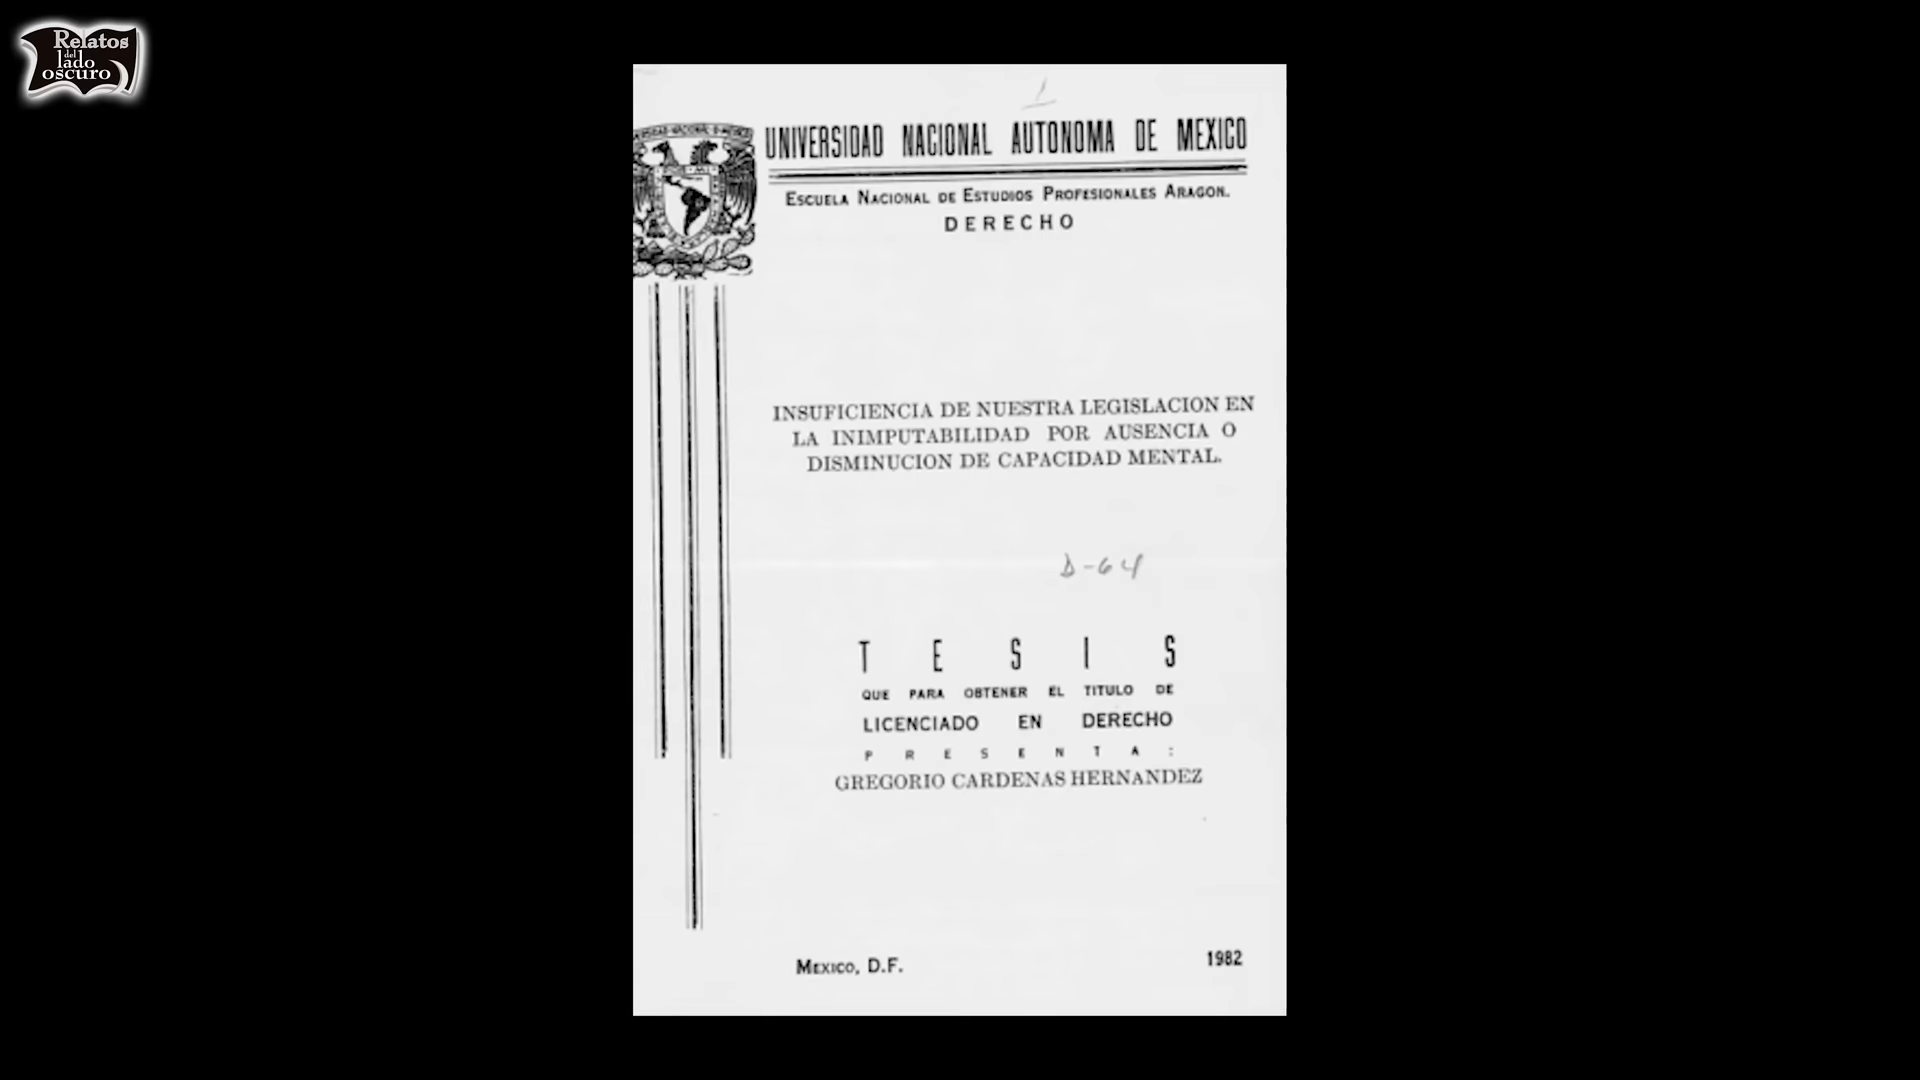 Relatos
del
lado
oscuro
1
UNIVERSIDAD NACIONAL AUTONOMA DE MEXICO
ESCUELA NACIONAL DE ESTUDIOS PROFESIONALES ARAGON.
DERECHO
INSUFICIENCIA DE NUESTRA LEGISLACION EN
LA INIMPUTABILIDAD POR AUSENCIA O
DISMINUCION DE CAPACIDAD MENTAL.
D-64
TESIS
QUE PARA OBTENER EL TITULO DE
LICENCIADO EN DERECHO
PRESENTA:
GREGORIO CARDENAS HERNANDEZ
MEXICO, D.F. 1982